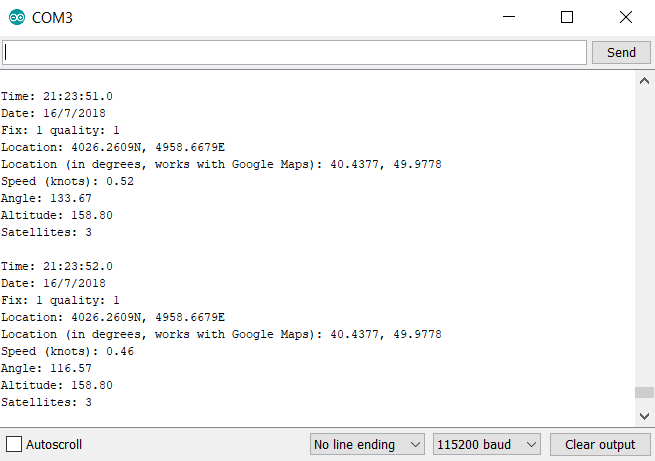 COM3
Send
Time: 21:23:51.0
Date: 16/7/2018
Fix: 1 quality: 1
Location: 4026.2609N, 4958.6679E
Location (in degrees, works with Google Maps): 40.4377, 49.9778
Speed (knots): 0.52
Angle: 133.67
Altitude: 158.80
Satellites: 3
Time: 21:23:52.0
Date: 16/7/2018
Fix: 1 quality: 1
Location: 4026.2609N, 4958.6679E
Location (in degrees, works with Google Maps): 40.4377, 49.9778
Speed (knots): 0.46
Angle: 116.57
Altitude: 158.80
Satellites: 3
Autoscroll No line ending 115200 baud Clear output